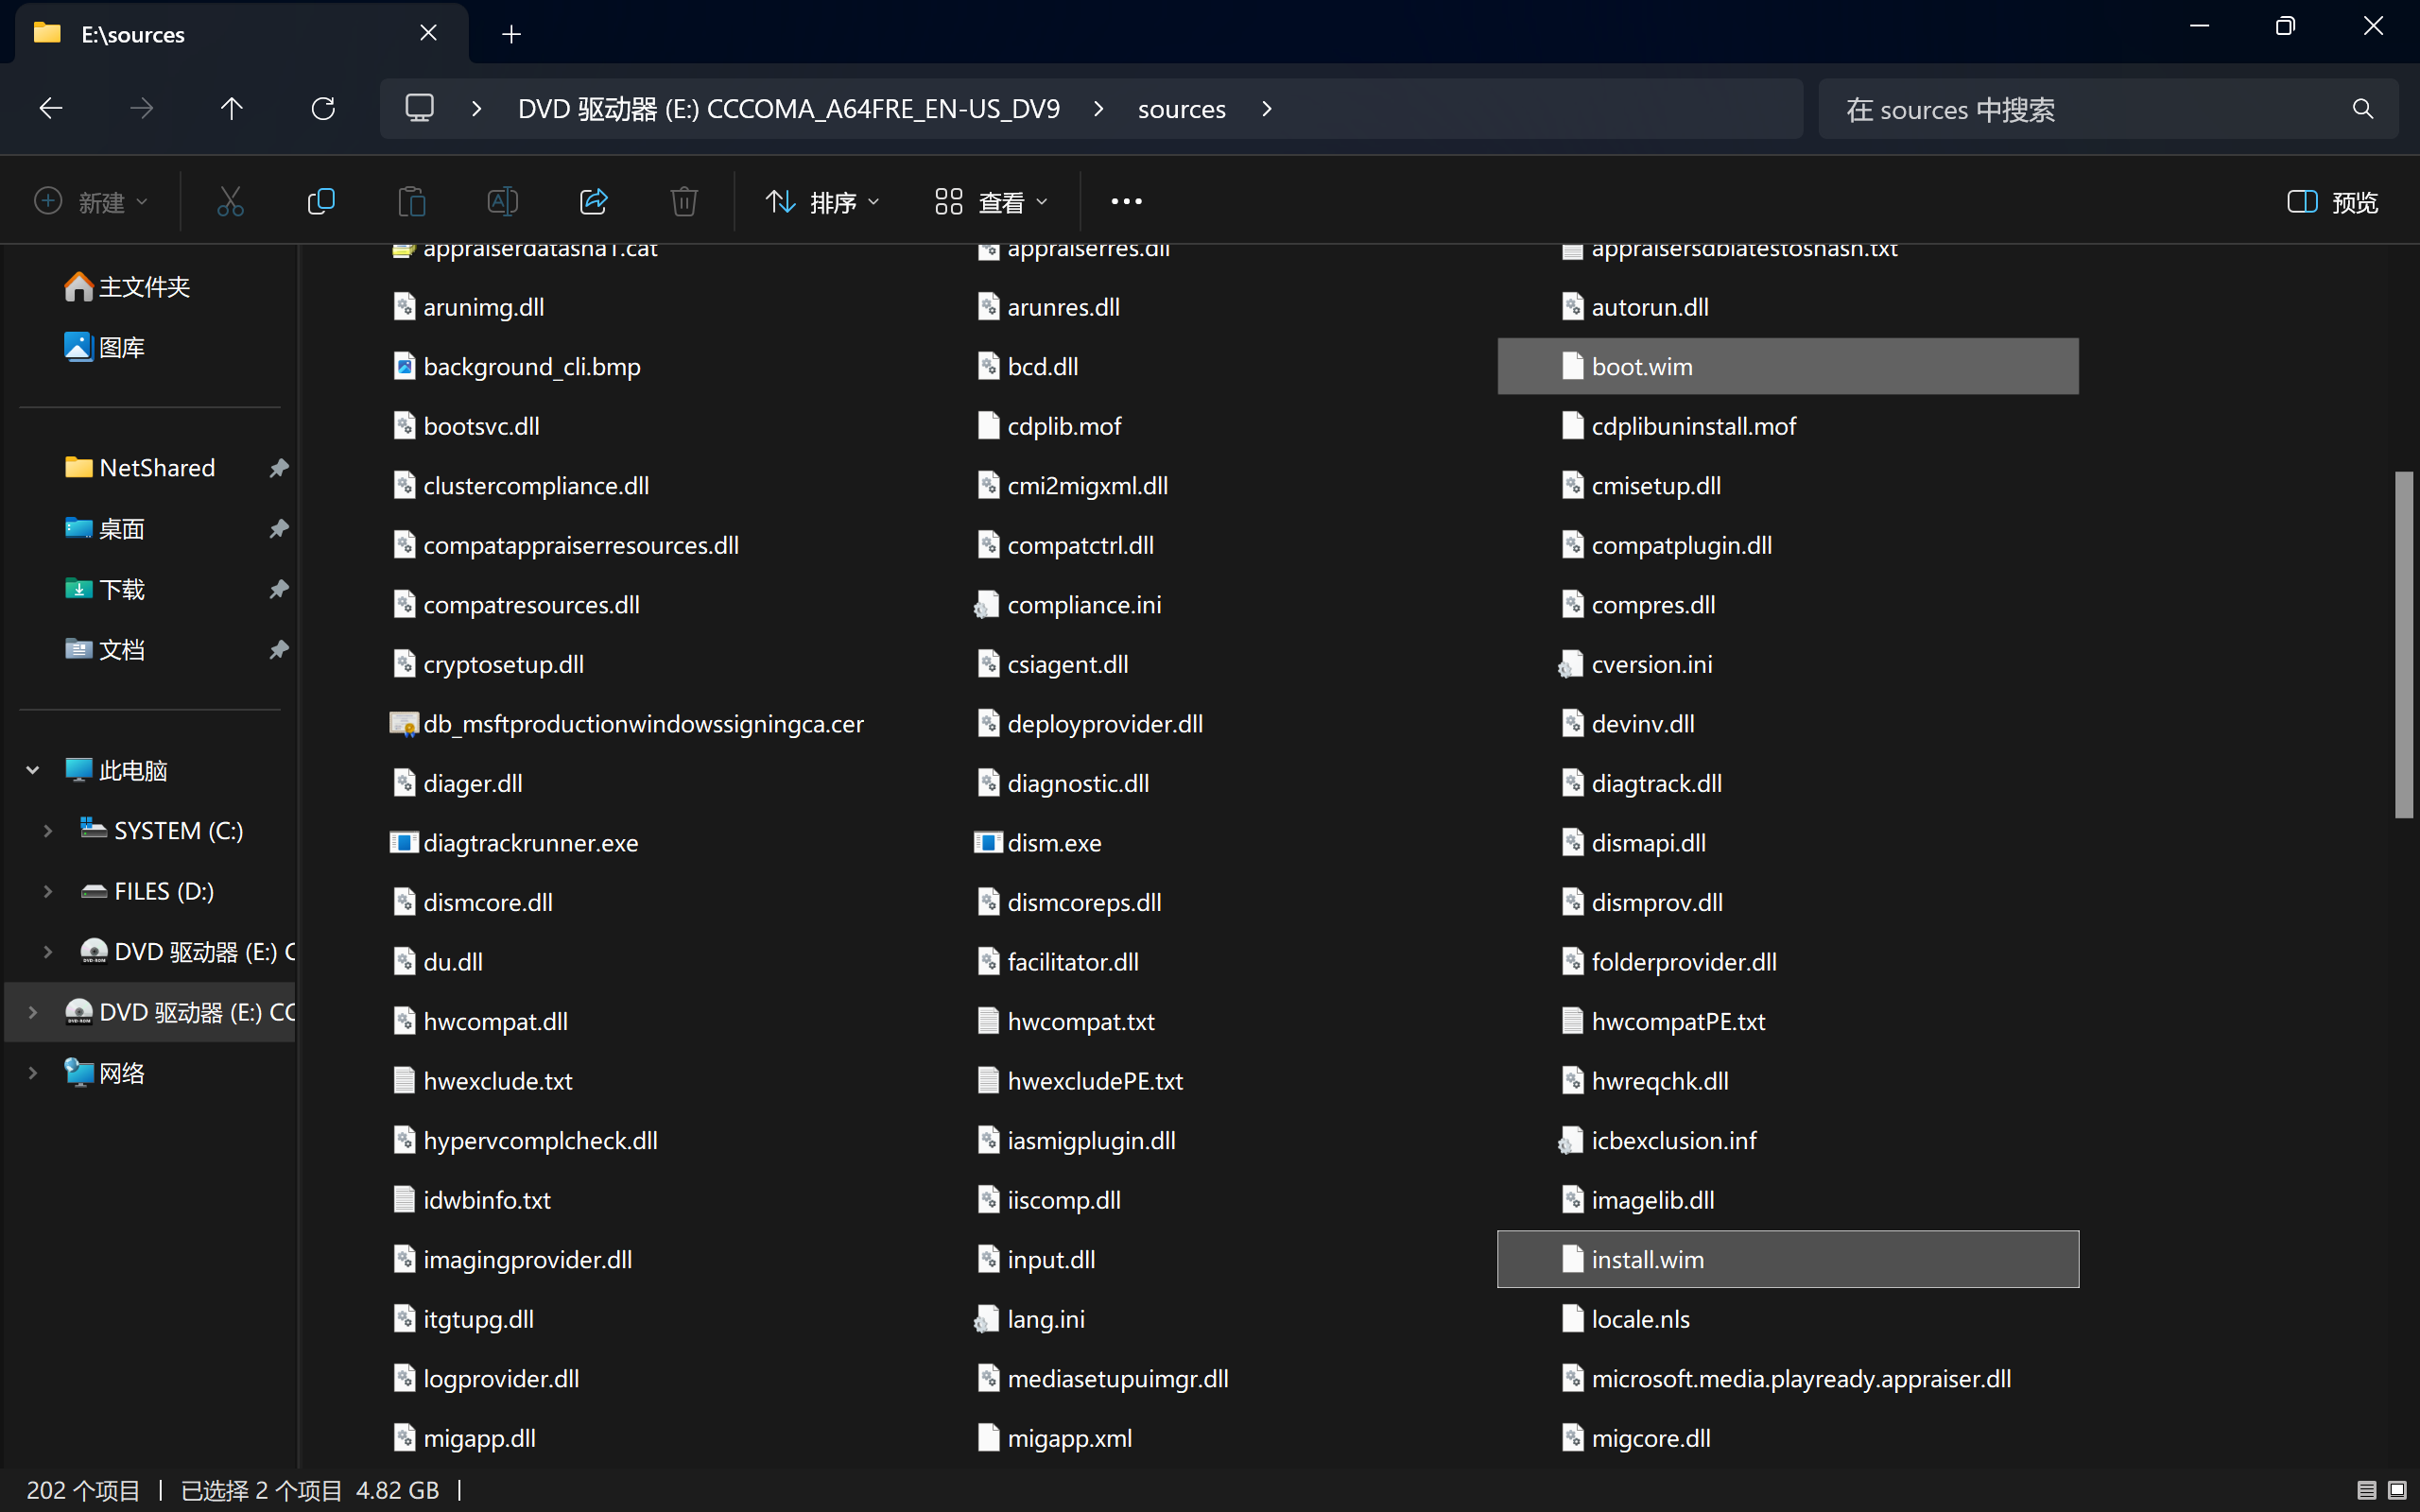 E:\sources
DVD 驱动器 (E:) CCCOMA_A64FRE_EN-US_DV9
sources
在 sources 中搜索
新建
排序
查看
预览
主文件夹
图库
NetShared
桌面
下载
文档
此电脑
SYSTEM (C:)
FILES (D:)
DVD 驱动器 (E:) C
DVD 驱动器 (E:) CC
网络
appraiserdatasha1.cat
appraiserres.dll
appraisersdblatestoshash.txt
arunimg.dll
arunres.dll
autorun.dll
background_cli.bmp
bcd.dll
boot.wim
bootsvc.dll
cdplib.mof
cdplibuninstall.mof
clustercompliance.dll
cmi2migxml.dll
cmisetup.dll
compatappraiserresources.dll
compatctrl.dll
compatplugin.dll
compatresources.dll
compliance.ini
compres.dll
cryptosetup.dll
csiagent.dll
cversion.ini
db_msftproductionwindowssigningca.cer
deployprovider.dll
devinv.dll
diager.dll
diagnostic.dll
diagtrack.dll
diagtrackrunner.exe
dism.exe
dismapi.dll
dismcore.dll
dismcoreps.dll
dismprov.dll
du.dll
facilitator.dll
folderprovider.dll
hwcompat.dll
hwcompat.txt
hwcompatPE.txt
hwexclude.txt
hwexcludePE.txt
hwreqchk.dll
hypervcomplcheck.dll
iasmigplugin.dll
icbexclusion.inf
idwbinfo.txt
iiscomp.dll
imagelib.dll
imagingprovider.dll
input.dll
install.wim
itgtupg.dll
lang.ini
locale.nls
logprovider.dll
mediasetupuimgr.dll
microsoft.media.playready.appraiser.dll
migapp.dll
migapp.xml
migcore.dll
202 个项目
已选择 2 个项目 4.82 GB